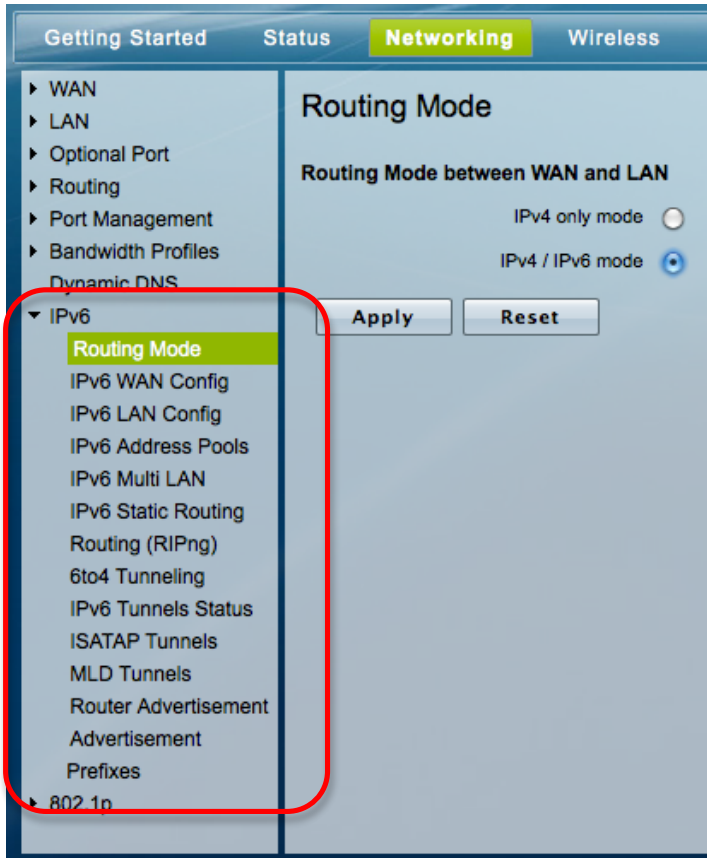 Getting Started Status Networking Wireless
WAN
LAN
Optional Port
Routing
Port Management
Bandwidth Profiles
Dynamic DNS
IPv6
Routing Mode
IPv6 WAN Config
IPv6 LAN Config
IPv6 Address Pools
IPv6 Multi LAN
IPv6 Static Routing
Routing (RIPng)
6to4 Tunneling
IPv6 Tunnels Status
ISATAP Tunnels
MLD Tunnels
Router Advertisement
Advertisement
Prefixes
802.1p
Routing Mode
Routing Mode between WAN and LAN
IPv4 only mode
IPv4 / IPv6 mode
Apply Reset